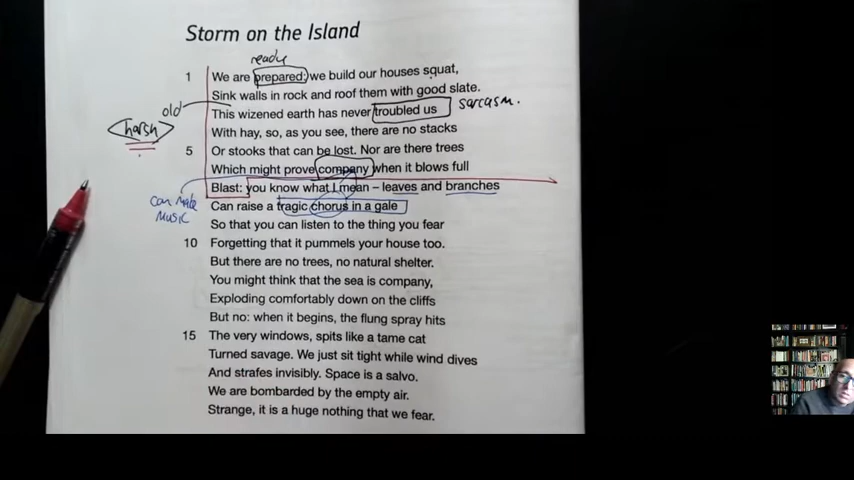 Storm on the Island
ready
1 We are prepared: we build our houses squat,
Sink walls in rock and roof them with good slate.
old
This wizened earth has never troubled us
sarcasm.
harsh
With hay, so, as you see, there are no stacks
5 Or stooks that can be lost. Nor are there trees
Which might prove company when it blows full
Blast: you know what I mean – leaves and branches
can make
music
Can raise a tragic chorus in a gale
So that you can listen to the thing you fear
10 Forgetting that it pummels your house too.
But there are no trees, no natural shelter.
You might think that the sea is company,
Exploding comfortably down on the cliffs
But no: when it begins, the flung spray hits
15 The very windows, spits like a tame cat
Turned savage. We just sit tight while wind dives
And strafes invisibly. Space is a salvo.
We are bombarded by the empty air.
Strange, it is a huge nothing that we fear.